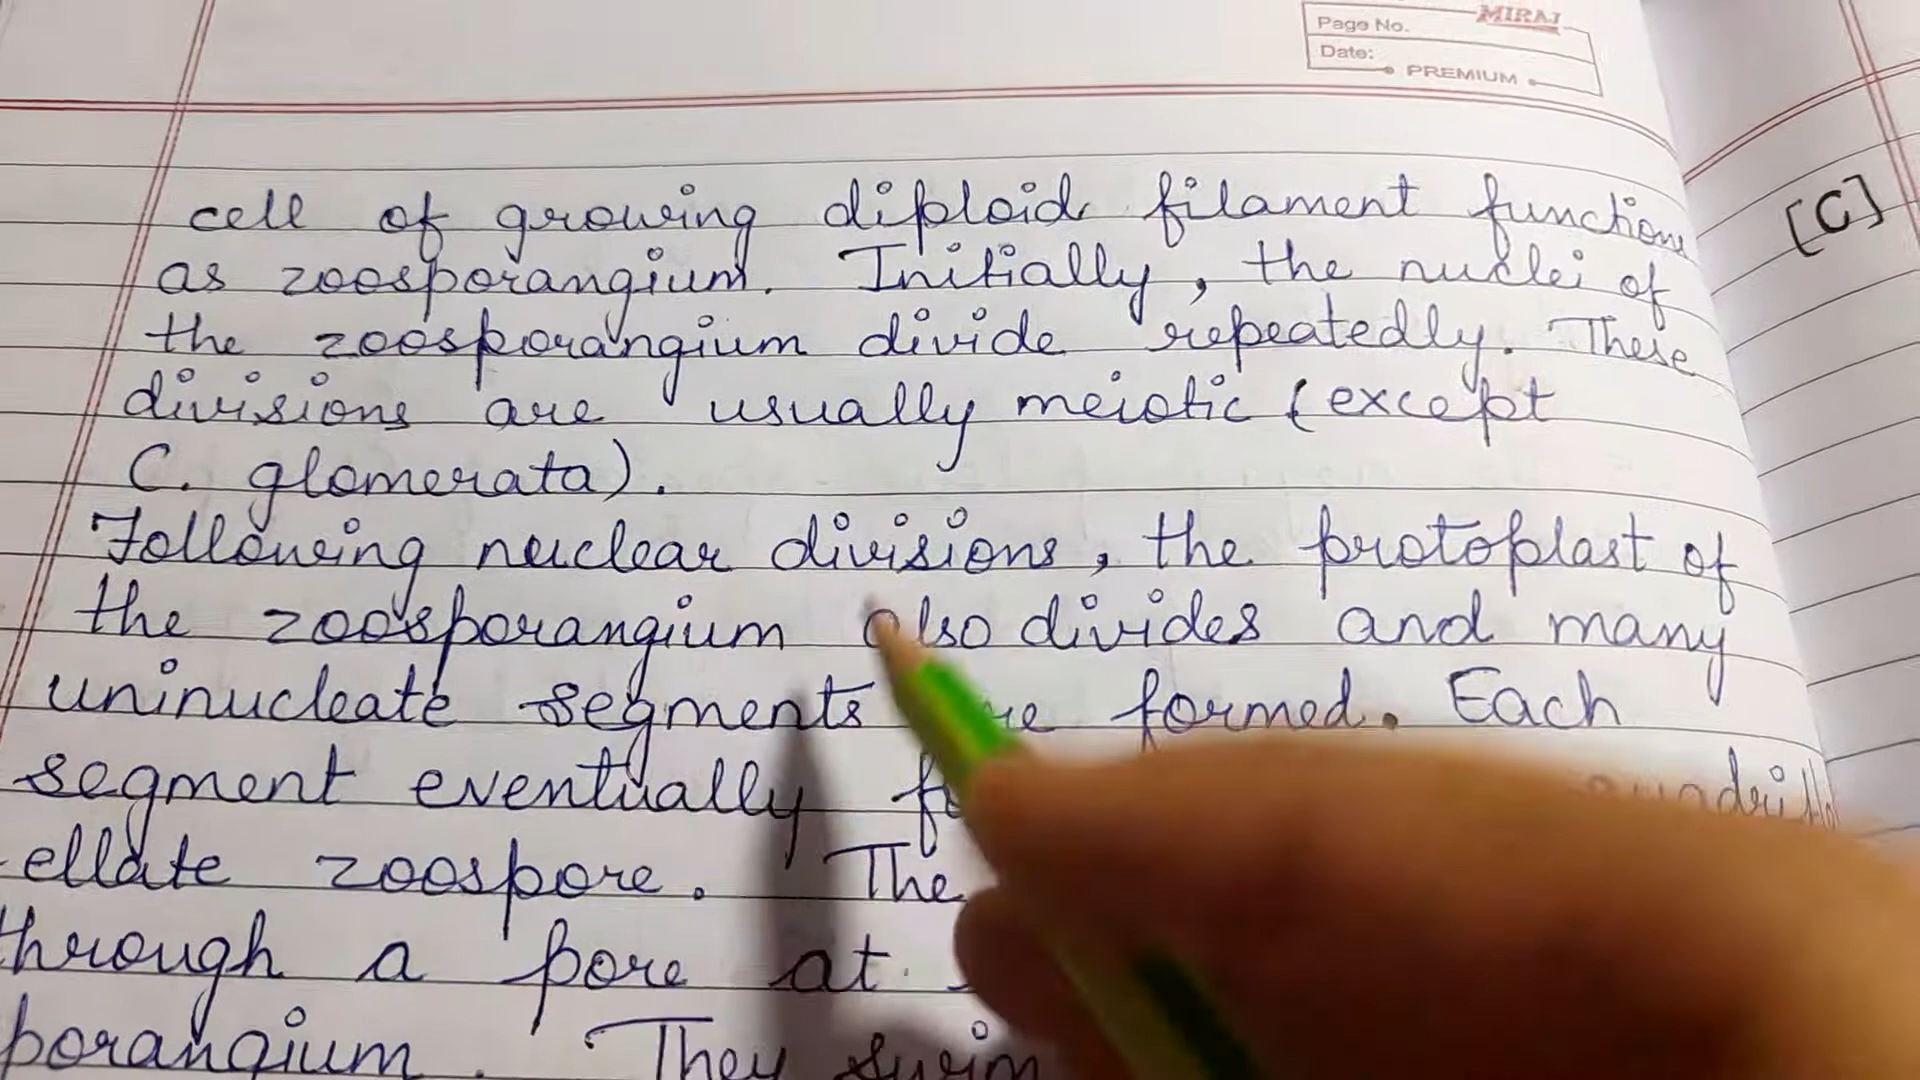 MIRAJ
Page No.
Date:
PREMIUM
[C]
cell of growing diploid filament functions
as zoosporangium. Initially, the nuclei of
the zoosporangium divide repeatedly. These
divisions are usually meiotic (except
C. glomerata).
Following nuclear divisions, the protoplast of
the zoosporangium also divides and many
uninucleate segments formed. Each
segment eventually
ellate zoospore. The
through a pore at
porangium. They swim